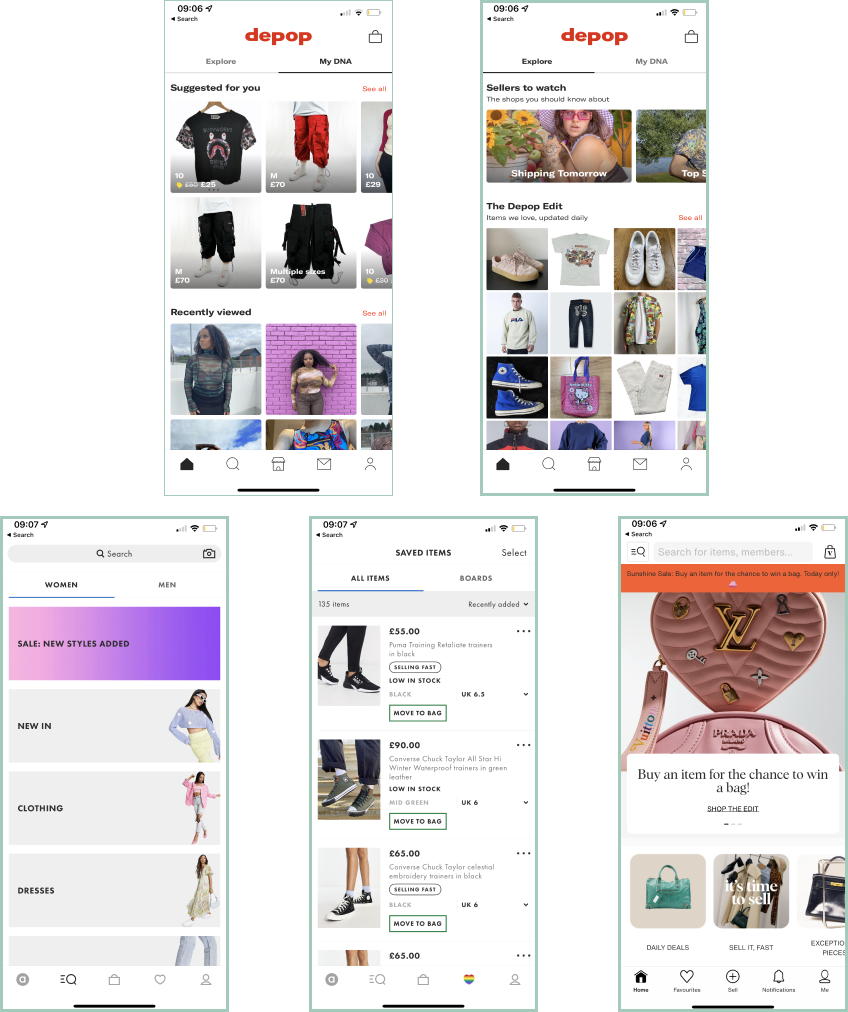 09:06
Search
depop
Explore
My DNA
Suggested for you
See all
10
£50 £25
M
£70
10
£29
M
£70
Multiple sizes
£70
10
£30
Recently viewed
See all
09:06
Search
depop
Explore
My DNA
Sellers to watch
The shops you should know about
Shipping Tomorrow
Top S
The Depop Edit
Items we love, updated daily
See all
FILA
09:07
Search
Search
WOMEN
MEN
SALE: NEW STYLES ADDED
NEW IN
CLOTHING
DRESSES
a
09:07
Search
SAVED ITEMS
Select
ALL ITEMS
BOARDS
135 items
Recently added
£55.00
Puma Training Retaliate trainers
in black
SELLING FAST
LOW IN STOCK
BLACK
UK 6.5
MOVE TO BAG
£90.00
Converse Chuck Taylor All Star Hi
Winter Waterproof trainers in green
leather
LOW IN STOCK
MID GREEN
UK 6
MOVE TO BAG
£65.00
Converse Chuck Taylor celestial
embroidery trainers in black
SELLING FAST
BLACK
UK 6
MOVE TO BAG
£65.00
a
09:06
Search
Search for items, members...
V
Sunshine Sale: Buy an item for the chance to win a bag. Today only!
LV
Vuitto
PRADA
Buy an item for the chance to win
a bag!
SHOP THE EDIT
it's time
to sell
DAILY DEALS
SELL IT, FAST
EXCEPTIO
PIECES
Home
Favourites
Sell
Notifications
Me